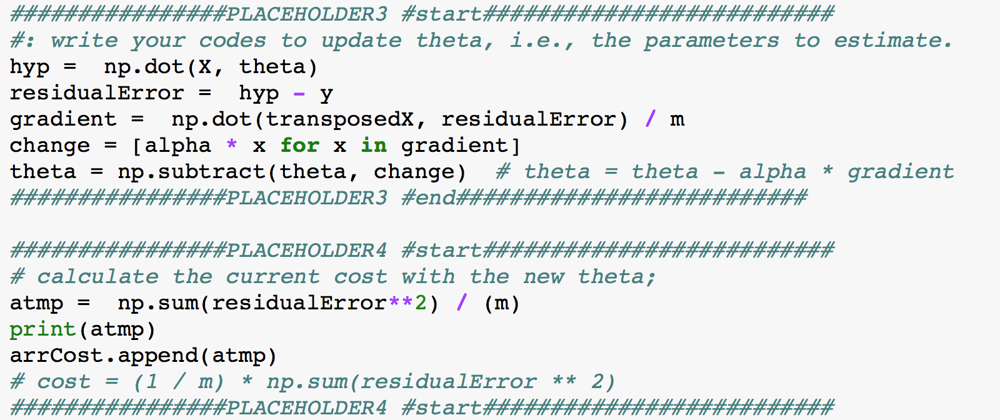 ################PLACEHOLDER3 #start##########################
#: write your codes to update theta, i.e., the parameters to estimate.
hyp =  np.dot(X, theta)
residualError =  hyp - y
gradient =  np.dot(transposedX, residualError) / m
change = [alpha * x for x in gradient]
theta = np.subtract(theta, change)  # theta = theta - alpha * gradient
################PLACEHOLDER3 #end##########################
################PLACEHOLDER4 #start##########################
# calculate the current cost with the new theta;
atmp =  np.sum(residualError**2) / (m)
print(atmp)
arrCost.append(atmp)
# cost = (1 / m) * np.sum(residualError ** 2)
################PLACEHOLDER4 #start##########################